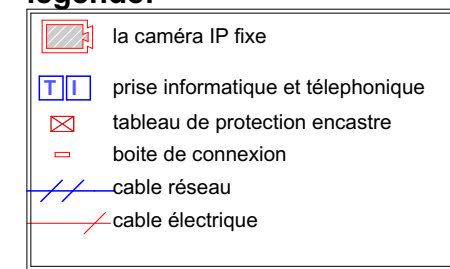 légende:
la caméra IP fixe
T I prise informatique et télephonique
tableau de protection encastre
boite de connexion
cable réseau
cable électrique